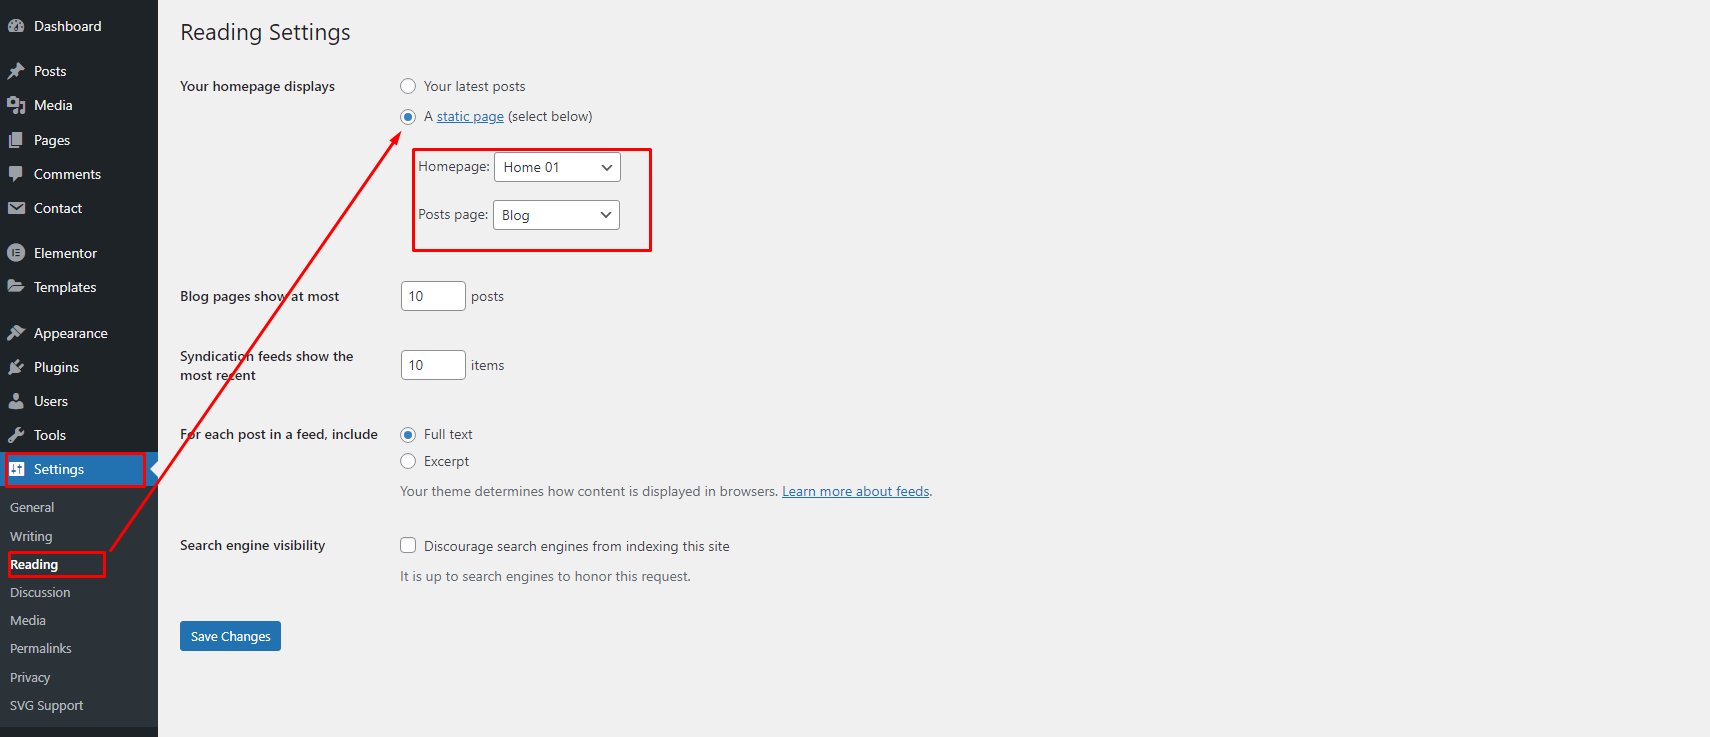 Dashboard
Posts
Media
Pages
Comments
Contact
Elementor
Templates
Appearance
Plugins
Users
Tools
Settings
General
Writing
Reading
Discussion
Media
Permalinks
Privacy
SVG Support
Reading Settings
Your homepage displays
Your latest posts
A static page (select below)
Homepage: Home 01
Posts page: Blog
Blog pages show at most 10 posts
Syndication feeds show the
most recent
10 items
For each post in a feed, include
Full text
Excerpt
Your theme determines how content is displayed in browsers. Learn more about feeds.
Search engine visibility
Discourage search engines from indexing this site
It is up to search engines to honor this request.
Save Changes